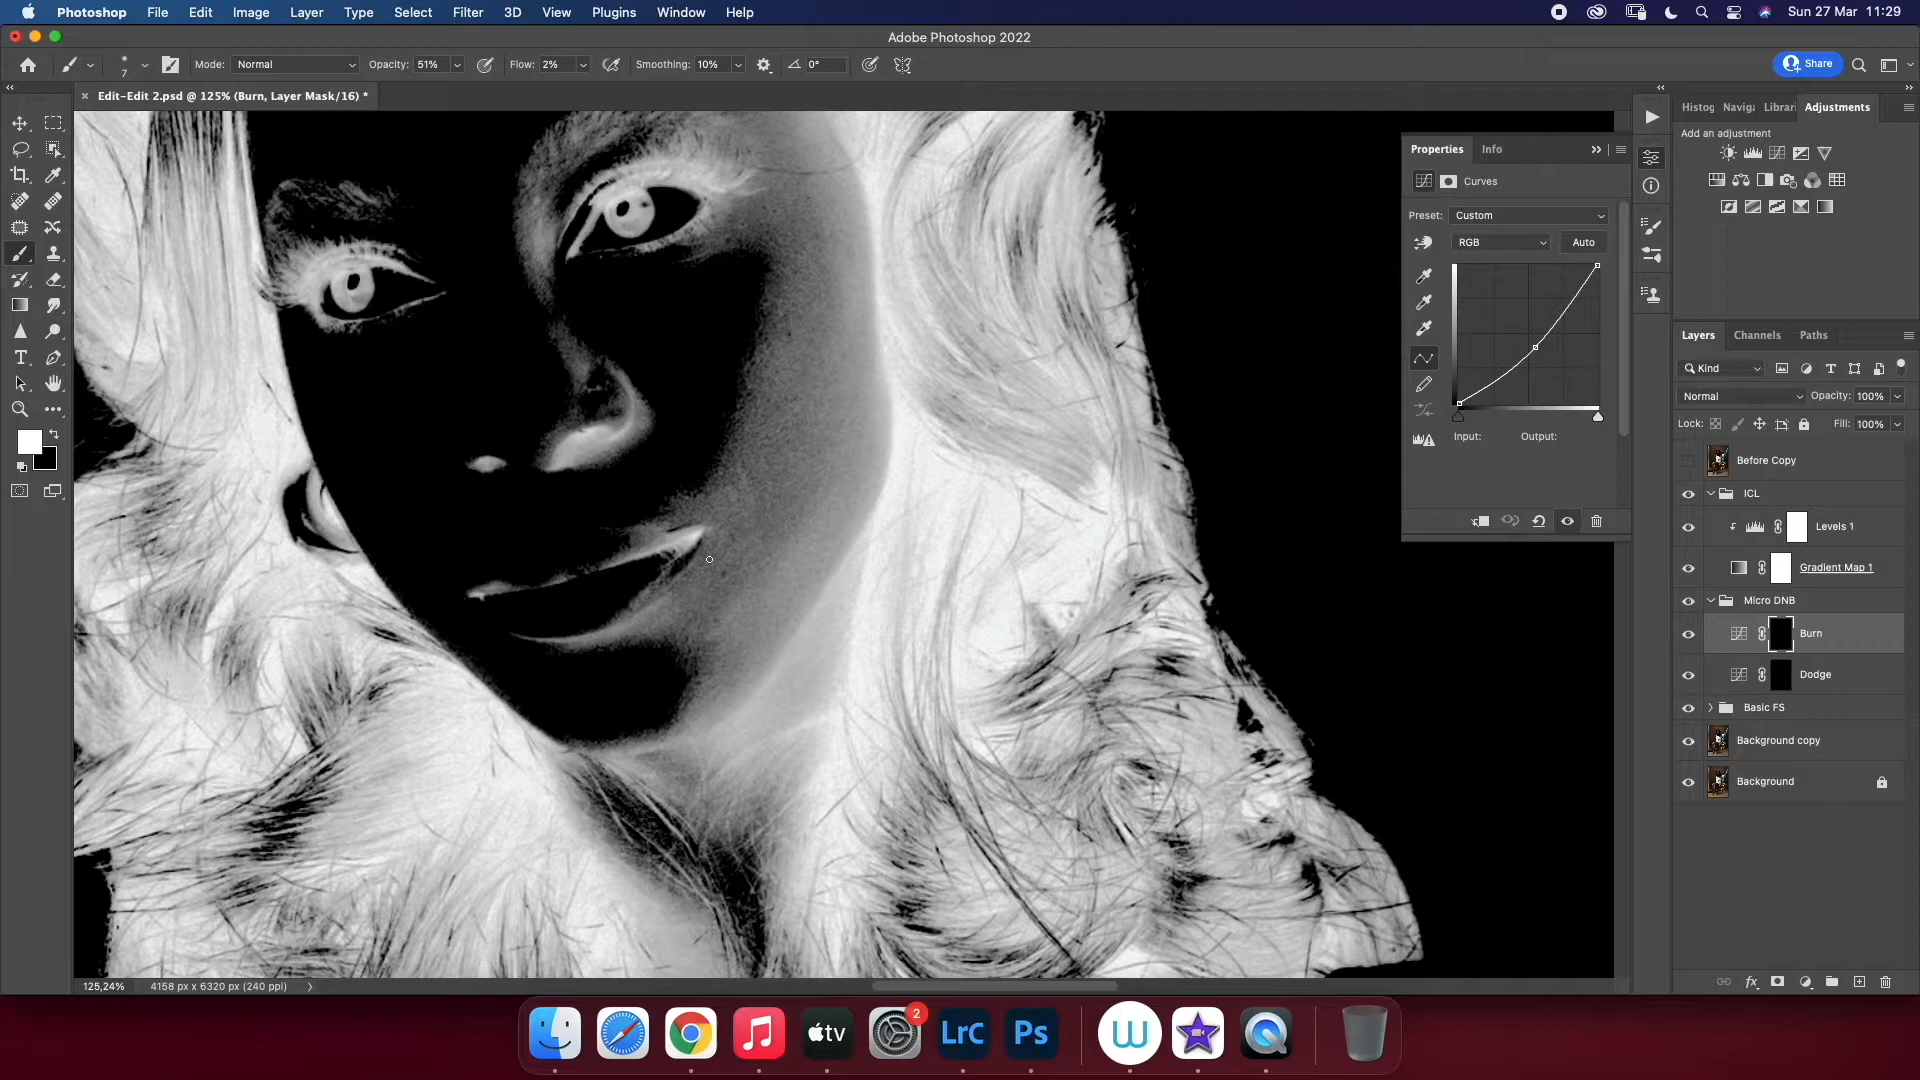 Photoshop File Edit Image Layer Type Select Filter 3D View Plugins Window Help Sun 27 Mar 11:29
Adobe Photoshop 2022
7 Mode: Normal Opacity: 51% Flow: 2% Smoothing: 10% 0° Share
Edit-Edit 2.psd @ 125% (Burn, Layer Mask/16) *
Histog Naviga Librari Adjustments
Add an adjustment
Properties Info
Curves
Preset: Custom
RGB Auto
Input: Output:
Layers Channels Paths
Kind
Normal Opacity: 100%
Lock: Fill: 100%
Before Copy
ICL
Levels 1
Gradient Map 1
Micro DNB
Burn
Dodge
Basic FS
Background copy
Background
125,24% 4158 px x 6320 px (240 ppi)
tv 2 LrC Ps W